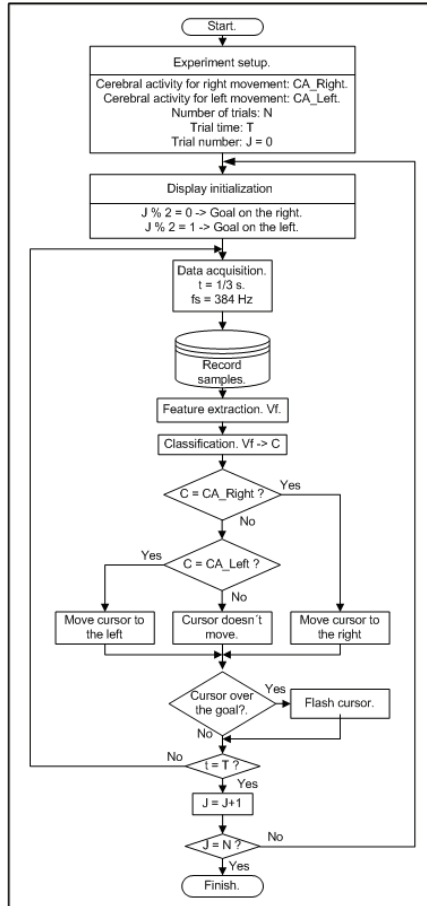 Start.
Experiment setup.
Cerebral activity for right movement: CA_Right.
Cerebral activity for left movement: CA_Left.
Number of trials: N
Trial time: T
Trial number: J = 0
Display initialization
J % 2 = 0 -> Goal on the right.
J % 2 = 1 -> Goal on the left.
Data acquisition.
t = 1/3 s.
fs = 384 Hz
Record
samples.
Feature extraction. Vf.
Classification. Vf -> C
C = CA_Right ?
Yes
No
C = CA_Left ?
Yes
No
Move cursor to
the left
Cursor doesn´t
move.
Move cursor to
the right
Cursor over
the goal?.
Yes
Flash cursor.
No
t = T ?
No
Yes
J = J+1
J = N ?
No
Yes
Finish.